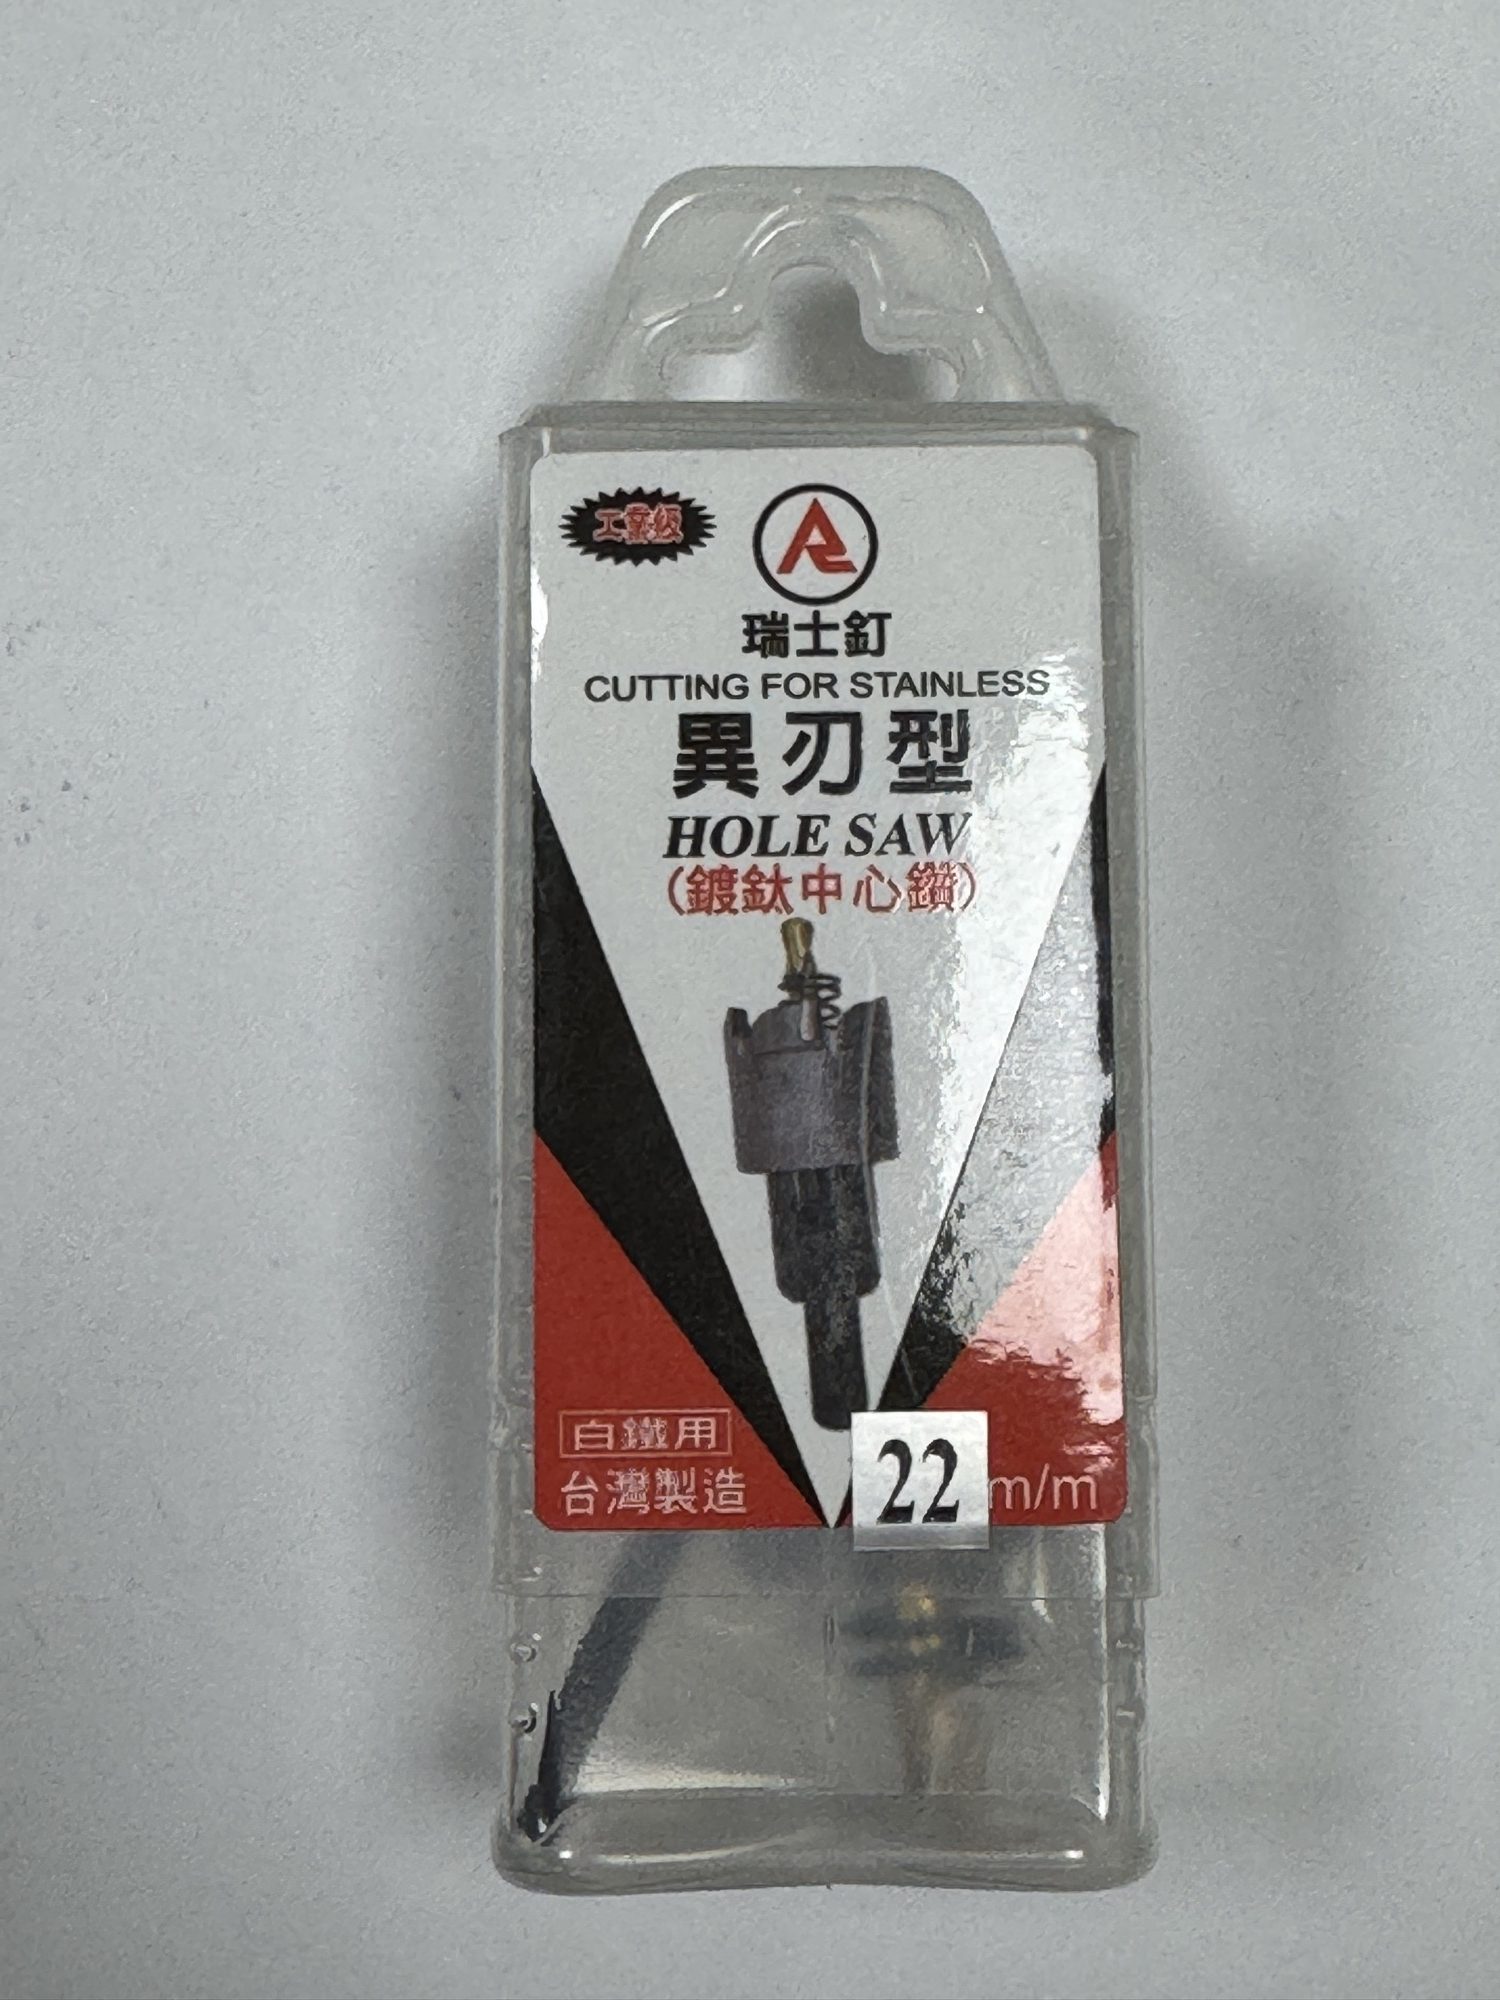 工業級
瑞士釘
CUTTING FOR STAINLESS
異刃型
HOLE SAW
(鍍鈦中心鑽)
白鐵用
台灣製造
22 m/m